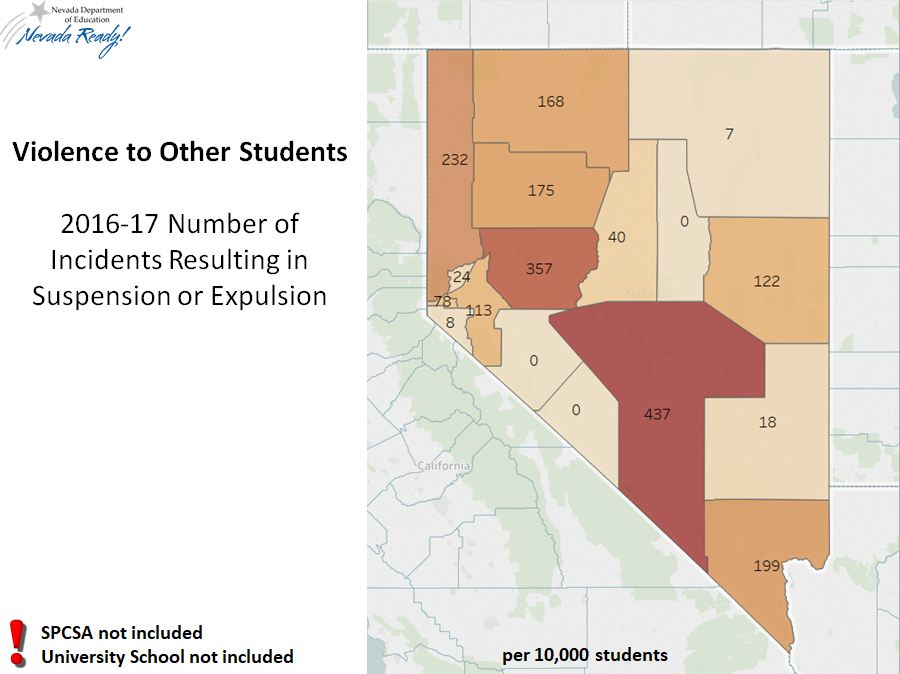 Nevada Department
of Education
Nevada Ready!
Violence to Other Students
2016-17 Number of
Incidents Resulting in
Suspension or Expulsion
SPCSA not included
University School not included
168
7
232
175
0
40
357
24
122
78
113
8
0
0
437
18
199
Nevada
California
per 10,000 students